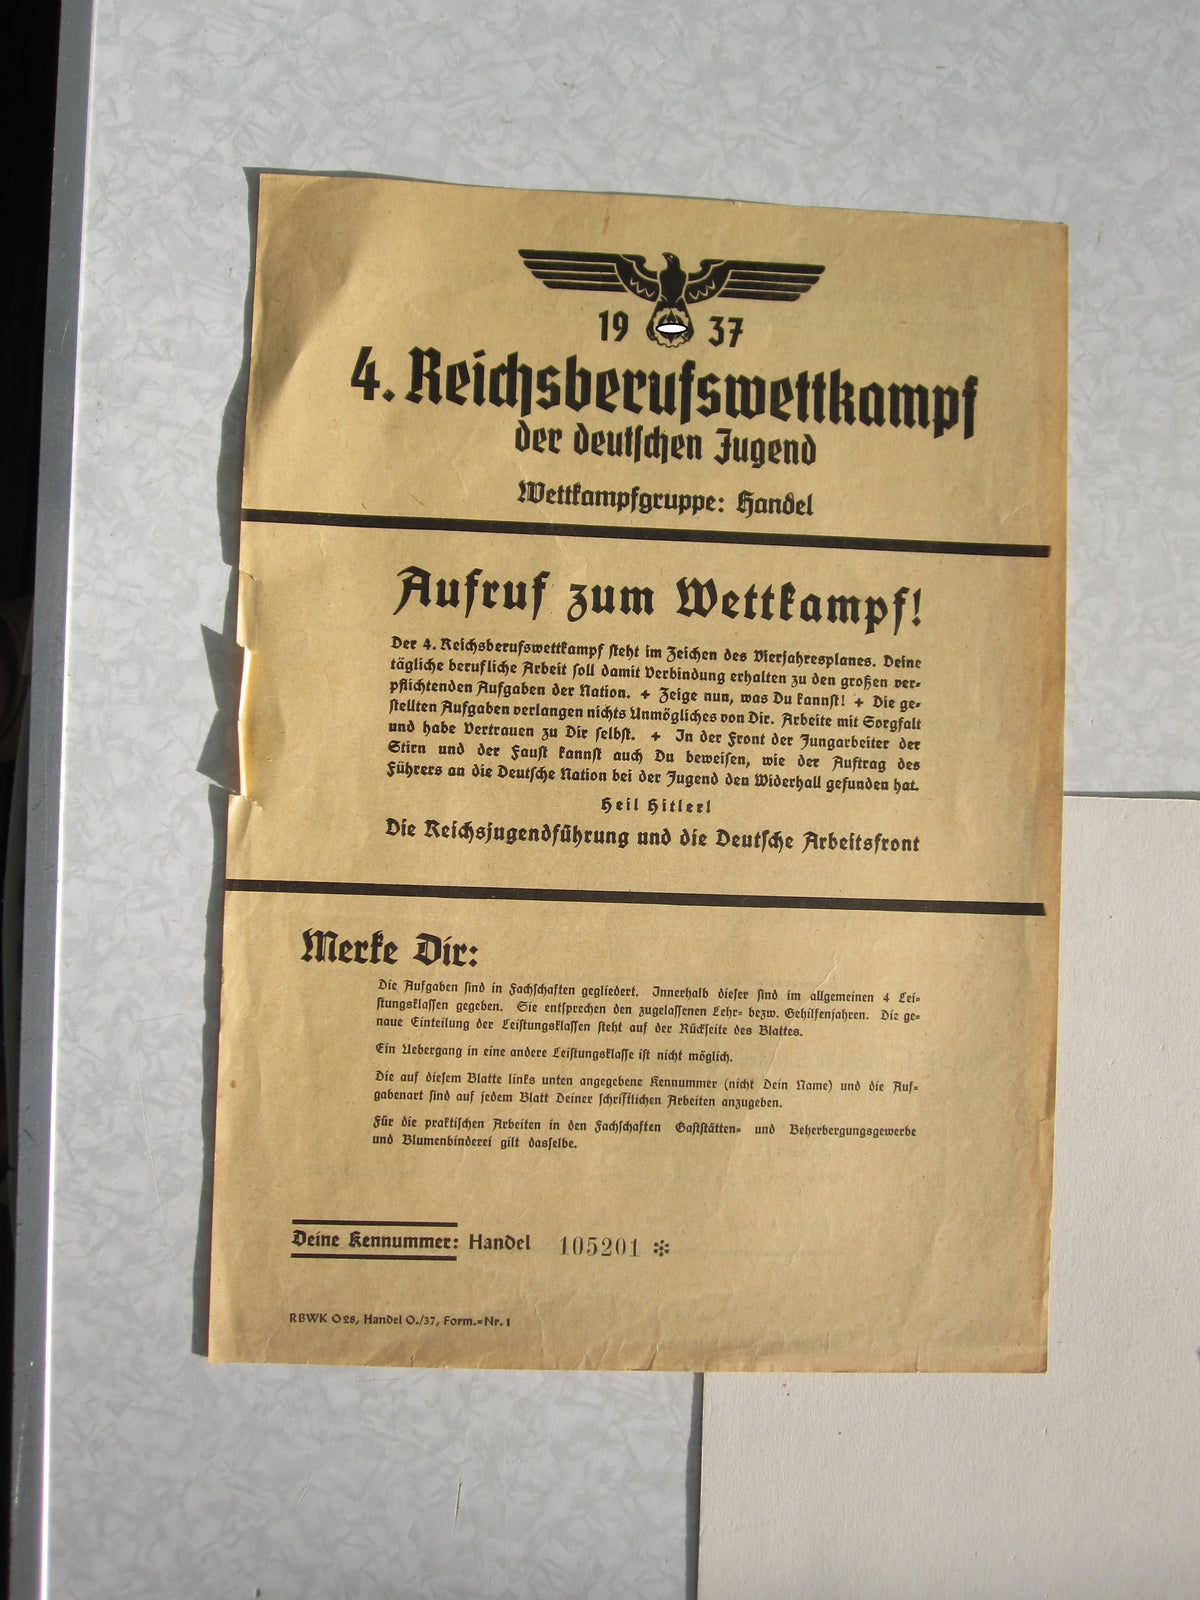 19 37
4. Reichsberufswettkampf
der deutschen Jugend
Wettkampfgruppe: Handel
Aufruf zum Wettkampf!
Der 4. Reichsberufswettkampf steht im Zeichen des Vierjahresplanes. Deine
tägliche berufliche Arbeit soll damit Verbindung erhalten zu den großen ver-
pflichtenden Aufgaben der Nation. + Zeige nun, was Du kannst! + Die ge-
stellten Aufgaben verlangen nichts Unmögliches von Dir. Arbeite mit Sorgfalt
und habe Vertrauen zu Dir selbst. + In der Front der Jungarbeiter der
Stirn und der Faust kannst auch Du beweisen, wie der Auftrag des
Führers an die Deutsche Nation bei der Jugend den Widerhall gefunden hat.
Heil Hitler!
Die Reichsjugendführung und die Deutsche Arbeitsfront
Merke Dir:
Die Aufgaben sind in Fachschaften gegliedert. Innerhalb dieser sind im allgemeinen 4 Lei-
stungsklassen gegeben. Sie entsprechen den zugelassenen Lehr- bezw. Gehilfenjahren. Die ge-
naue Einteilung der Leistungsklassen steht auf der Rückseite des Blattes.
Ein Uebergang in eine andere Leistungsklasse ist nicht möglich.
Die auf diesem Blatte links unten angegebene Kennummer (nicht Dein Name) und die Auf-
gabenart sind auf jedem Blatt Deiner schriftlichen Arbeiten anzugeben.
Für die praktischen Arbeiten in den Fachschaften Gaststätten- und Beherbergungsgewerbe
und Blumenbinderei gilt dasselbe.
Deine Kennummer: Handel 105201 *
RBWK O 28, Handel O./37, Form.-Nr. 1